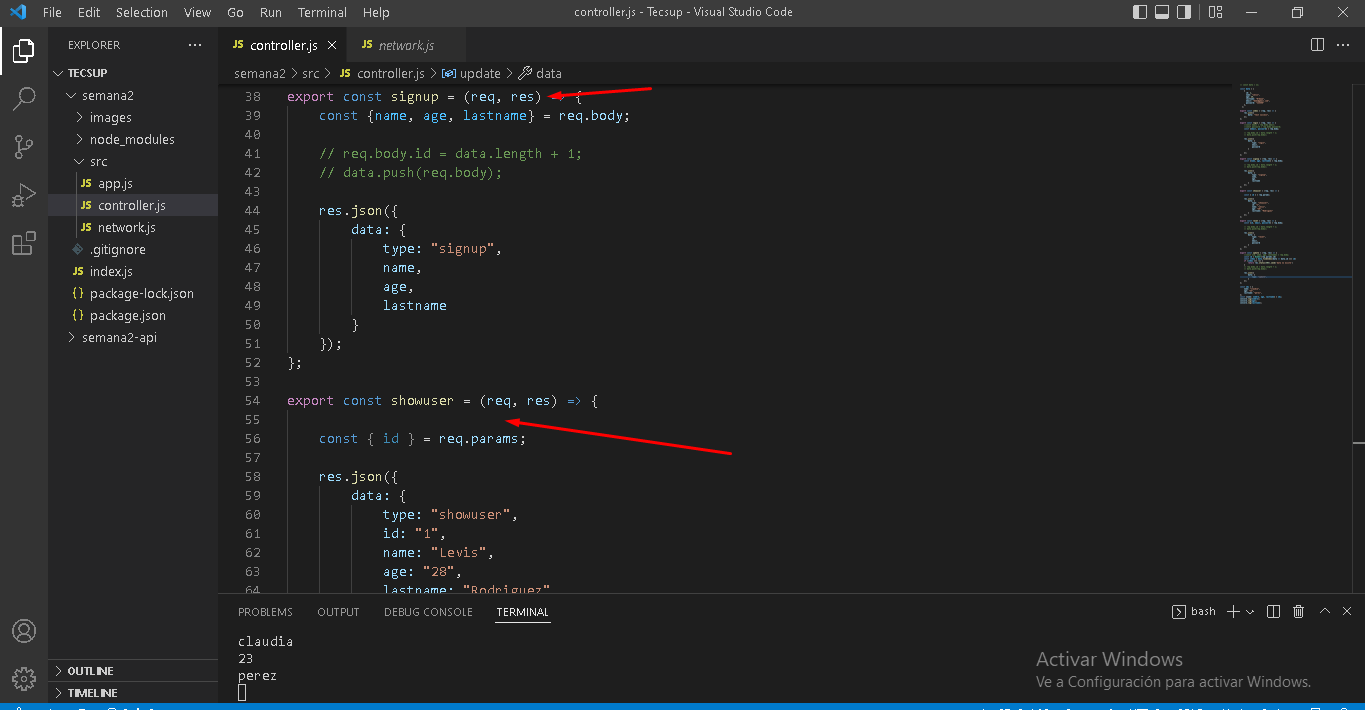 File Edit Selection View Go Run Terminal Help controller.js - Tecsup - Visual Studio Code
EXPLORER ···
TECSUP
semana2
images
node_modules
src
JS app.js
JS controller.js
JS network.js
.gitignore
JS index.js
{} package-lock.json
{} package.json
semana2-api
OUTLINE
TIMELINE
JS controller.js JS network.js
semana2 > src > JS controller.js > update > data
38 export const signup = (req, res) => {
39 const {name, age, lastname} = req.body;
40
41 // req.body.id = data.length + 1;
42 // data.push(req.body);
43
44 res.json({
45 data: {
46 type: "signup",
47 name,
48 age,
49 lastname
50 }
51 });
52 };
53
54 export const showuser = (req, res) => {
55
56 const { id } = req.params;
57
58 res.json({
59 data: {
60 type: "showuser",
61 id: "1",
62 name: "Levis",
63 age: "28",
64 lastname: "Rodriguez"
PROBLEMS OUTPUT DEBUG CONSOLE TERMINAL bash
claudia
23
perez
Activar Windows
Ve a Configuración para activar Windows.